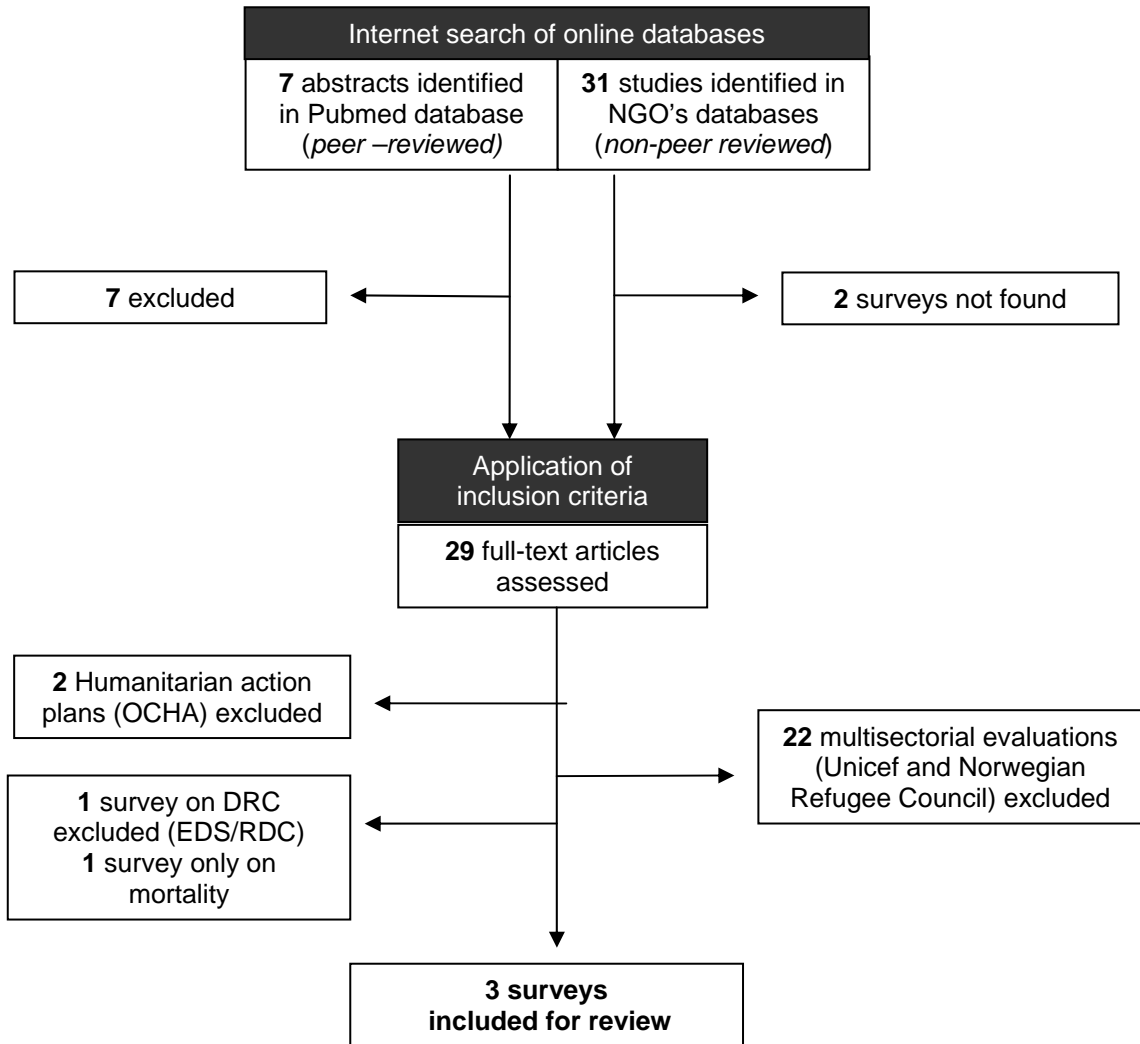 Internet search of online databases
7 abstracts identified
in Pubmed database
(peer –reviewed)
31 studies identified in
NGO’s databases
(non-peer reviewed)
7 excluded
2 surveys not found
Application of
inclusion criteria
29 full-text articles
assessed
2 Humanitarian action
plans (OCHA) excluded
22 multisectorial evaluations
(Unicef and Norwegian
Refugee Council) excluded
1 survey on DRC
excluded (EDS/RDC)
1 survey only on
mortality
3 surveys
included for review